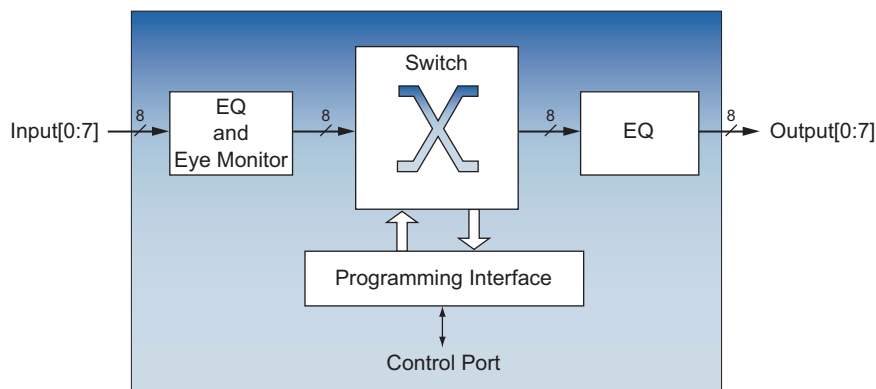 Switch
Input[0:7]
8
EQ
and
Eye Monitor
8
8
EQ
8
Output[0:7]
Programming Interface
Control Port